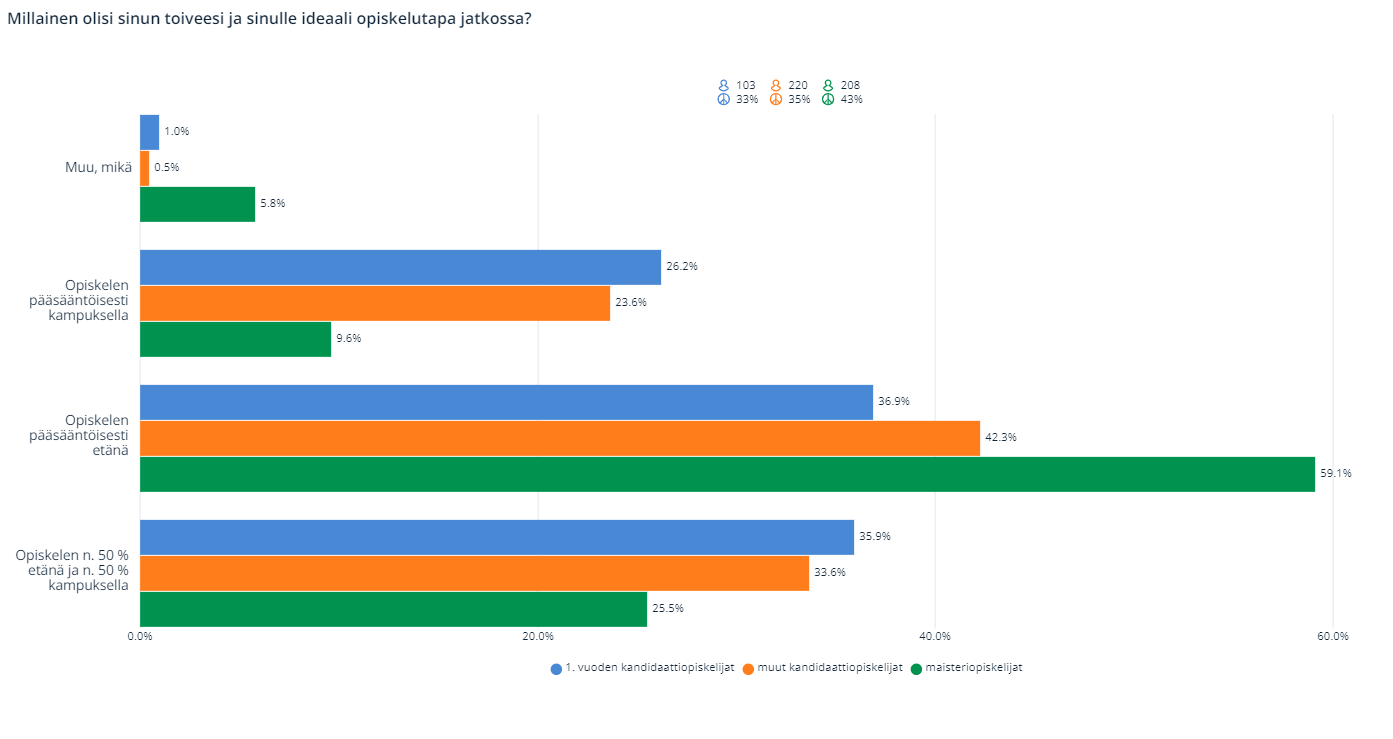 Millainen olisi sinun toiveesi ja sinulle ideaali opiskelutapa jatkossa?
103 220 208
33% 35% 43%
Muu, mikä
1.0%
0.5%
5.8%
Opiskelen
pääsääntöisesti
kampuksella
26.2%
23.6%
9.6%
Opiskelen
pääsääntöisesti
etänä
36.9%
42.3%
59.1%
Opiskelen n. 50 %
etänä ja n. 50 %
kampuksella
35.9%
33.6%
25.5%
0.0% 20.0% 40.0% 60.0%
1. vuoden kandidaattiopiskelijat muut kandidaattiopiskelijat maisteriopiskelijat